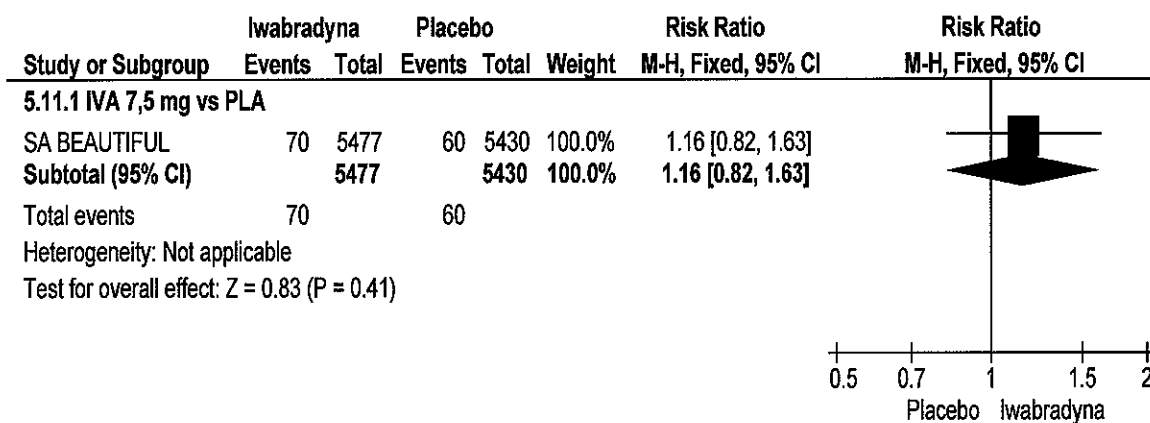 Iwabradyna Placebo Risk Ratio Risk Ratio
Study or Subgroup Events Total Events Total Weight M-H, Fixed, 95% CI M-H, Fixed, 95% CI
5.11.1 IVA 7,5 mg vs PLA
SA BEAUTIFUL 70 5477 60 5430 100.0% 1.16 [0.82, 1.63]
Subtotal (95% CI) 5477 5430 100.0% 1.16 [0.82, 1.63]
Total events 70 60
Heterogeneity: Not applicable
Test for overall effect: Z = 0.83 (P = 0.41)
0.5 0.7 1 1.5 2
Placebo Iwabradyna